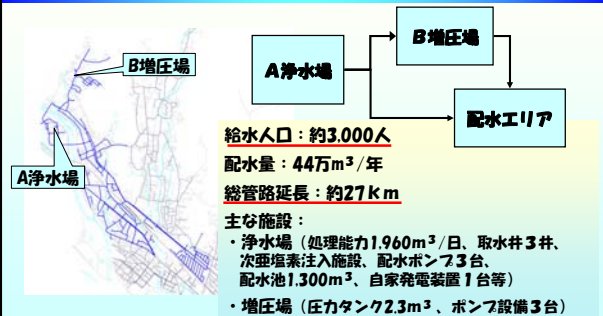 B増圧場
A浄水場
A浄水場
B増圧場
配水エリア
給水人口：約3,000人
配水量：44万m³/年
総管路延長：約27km
主な施設：
・浄水場（処理能力1,960m³/日、取水井3井、
次亜塩素注入施設、配水ポンプ3台、
配水池1,300m³、自家発電装置1台等）
・増圧場（圧力タンク2.3m³、ポンプ設備3台）